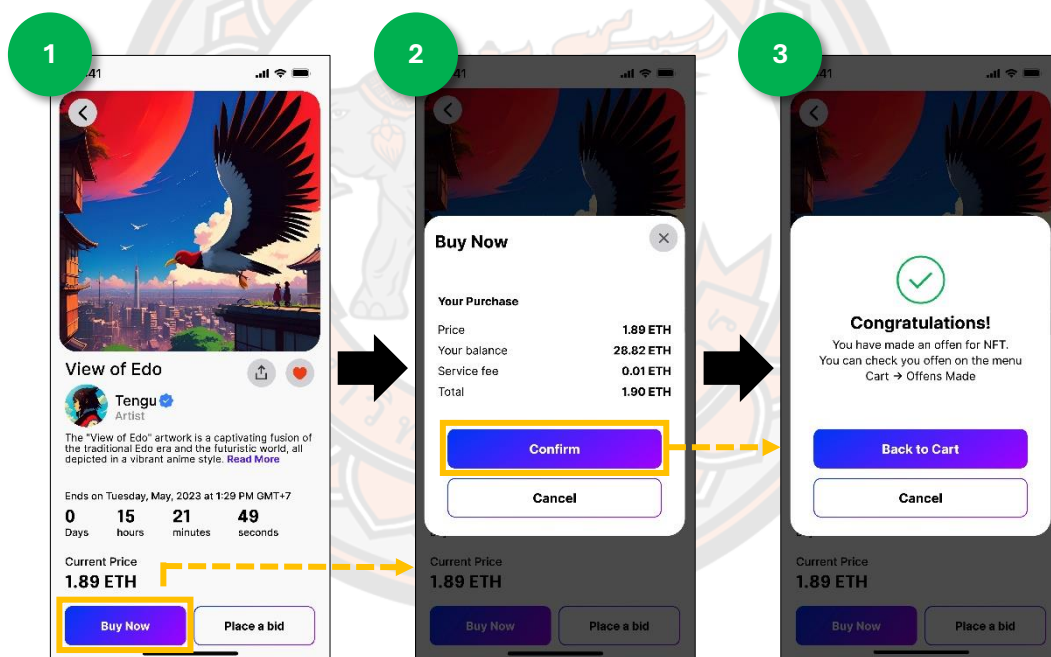 1
41
View of Edo
Tengu
Artist
The "View of Edo" artwork is a captivating fusion of
the traditional Edo era and the futuristic world, all
depicted in a vibrant anime style. Read More
Ends on Tuesday, May, 2023 at 1:29 PM GMT+7
0 15 21 49
Days hours minutes seconds
Current Price
1.89 ETH
Buy Now Place a bid
2
41
Buy Now
Your Purchase
Price 1.89 ETH
Your balance 28.82 ETH
Service fee 0.01 ETH
Total 1.90 ETH
Confirm
Cancel
Current Price
1.89 ETH
Buy Now Place a bid
3
41
Congratulations!
You have made an offen for NFT.
You can check you offen on the menu
Cart → Offens Made
Back to Cart
Cancel
Current Price
1.89 ETH
Buy Now Place a bid